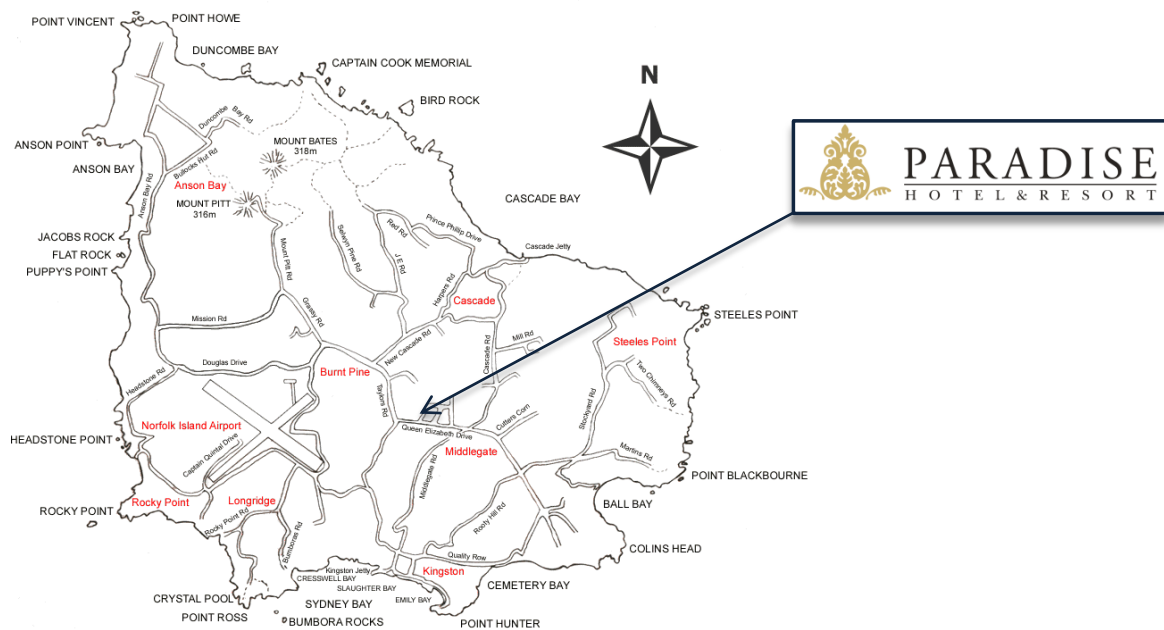 POINT VINCENT
POINT HOWE
DUNCOMBE BAY
CAPTAIN COOK MEMORIAL
BIRD ROCK
N
PARADISE
HOTEL & RESORT
ANSON POINT
ANSON BAY
Duncombe Bay Rd
Bullocks Hut Rd
MOUNT BATES
318m
Anson Bay
MOUNT PITT
316m
Anson Bay Rd
CASCADE BAY
JACOBS ROCK
FLAT ROCK
PUPPY'S POINT
Mount Pitt Rd
Selwyn Pine Rd
Red Rd
J E Rd
Prince Phillip Drive
Cascade Jetty
Harpers Rd
Cascade
Grassy Rd
Mission Rd
New Cascade Rd
Cascade Rd
Mill Rd
STEELES POINT
Steeles Point
Two Chimneys Rd
Douglas Drive
Headstone Rd
Burnt Pine
Taylors Rd
Stockyard Rd
Norfolk Island Airport
Captain Quintal Drive
Queen Elizabeth Drive
Cutters Corn
Middlegate
Middlegate Rd
Martins Rd
HEADSTONE POINT
POINT BLACKBOURNE
Rocky Point
Longridge
ROCKY POINT
Rocky Point Rd
Bumboras Rd
Rooty Hill Rd
BALL BAY
COLINS HEAD
Quality Row
Kingston
Kingston Jetty
CRESSWELL BAY
SLAUGHTER BAY
EMILY BAY
CEMETERY BAY
CRYSTAL POOL
POINT ROSS
SYDNEY BAY
BUMBORA ROCKS
POINT HUNTER